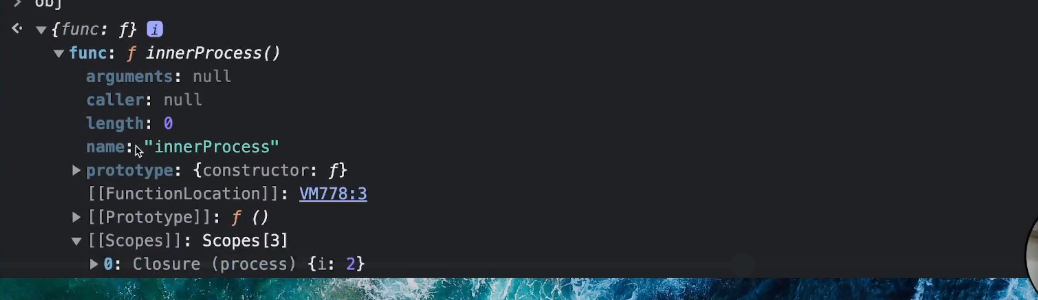 > obj
<· ▼{func: ƒ} i
▼func: ƒ innerProcess()
arguments: null
caller: null
length: 0
name: "innerProcess"
▶prototype: {constructor: ƒ}
[[FunctionLocation]]: VM778:3
▶[[Prototype]]: ƒ ()
▼[[Scopes]]: Scopes[3]
▶0: Closure (process) {i: 2}